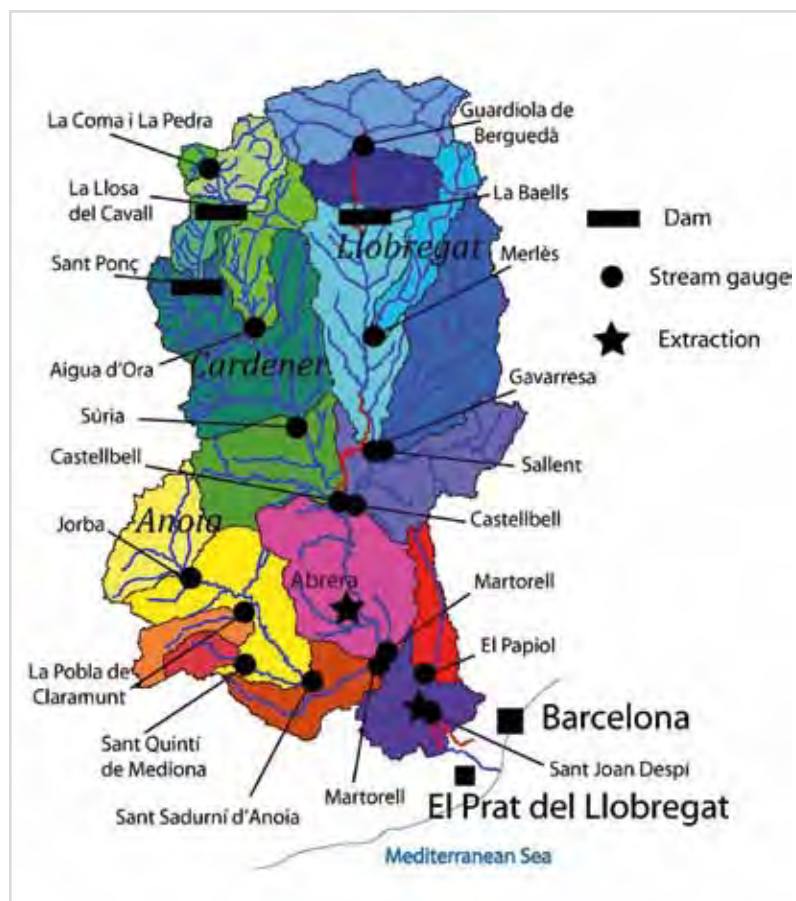 Guardiola de
Berguedà
La Coma i La Pedra
La Llosa
del Cavall
La Baells
Dam
Llobregat
Sant Ponç
Merlès
Stream gauge
Extraction
Aigua d'Ora
Cardener
Gavarresa
Súria
Castellbell
Sallent
Anoia
Castellbell
Jorba
Abrera
Martorell
El Papiol
La Pobla de
Claramunt
Barcelona
Sant Quintí
de Mediona
Sant Joan Despí
Martorell
Sant Sadurní d'Anoia
El Prat del Llobregat
Mediterranean Sea